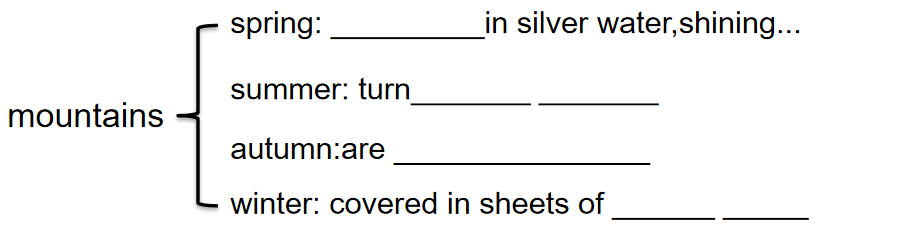 spring: _________in silver water,shining...
summer: turn_______ _______
mountains
autumn:are _______________
winter: covered in sheets of ______ _____